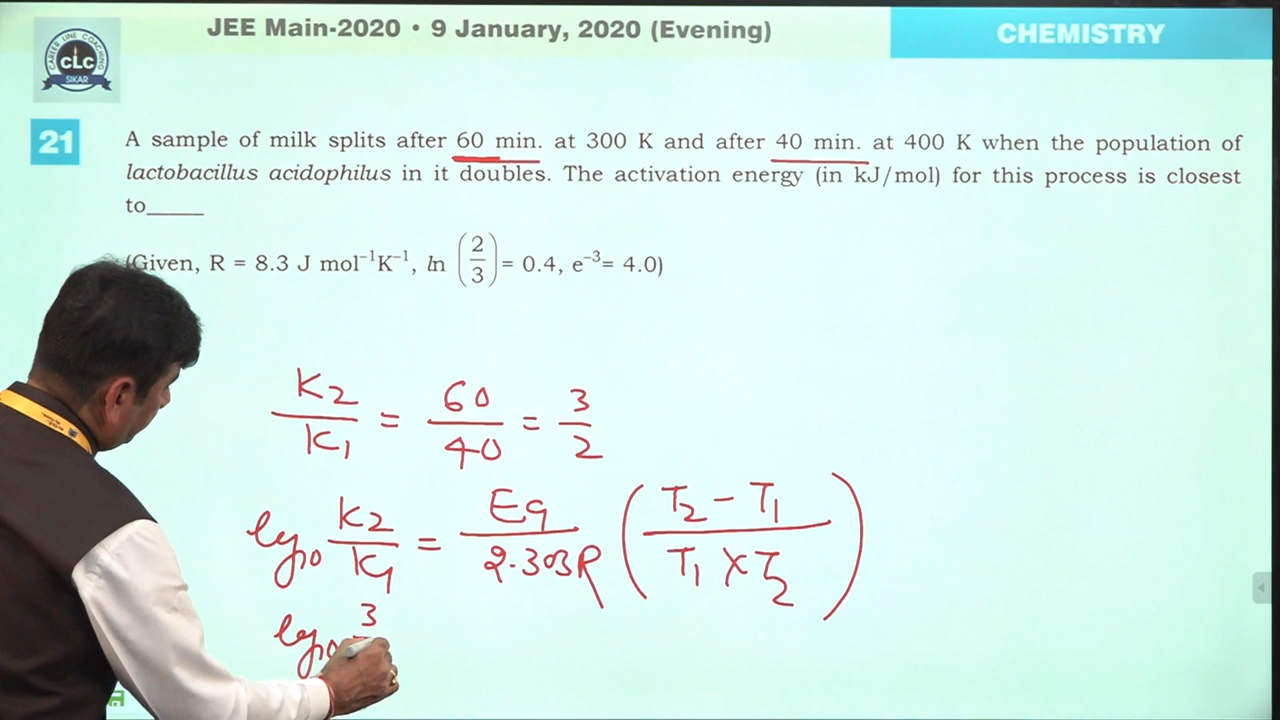 JEE Main-2020 • 9 January, 2020 (Evening)
CHEMISTRY
CAREER LINE COACHING
CLC
SIKAR
21
A sample of milk splits after 60 min. at 300 K and after 40 min. at 400 K when the population of
lactobacillus acidophilus in it doubles. The activation energy (in kJ/mol) for this process is closest
to_____
(Given, R = 8.3 J mol⁻¹K⁻¹, ln (2/3) = 0.4, e⁻³= 4.0)
K2/K1 = 60/40 = 3/2
log10 K2/K1 = Ea/2.303R (T2 - T1 / T1 × T2)
log10 3